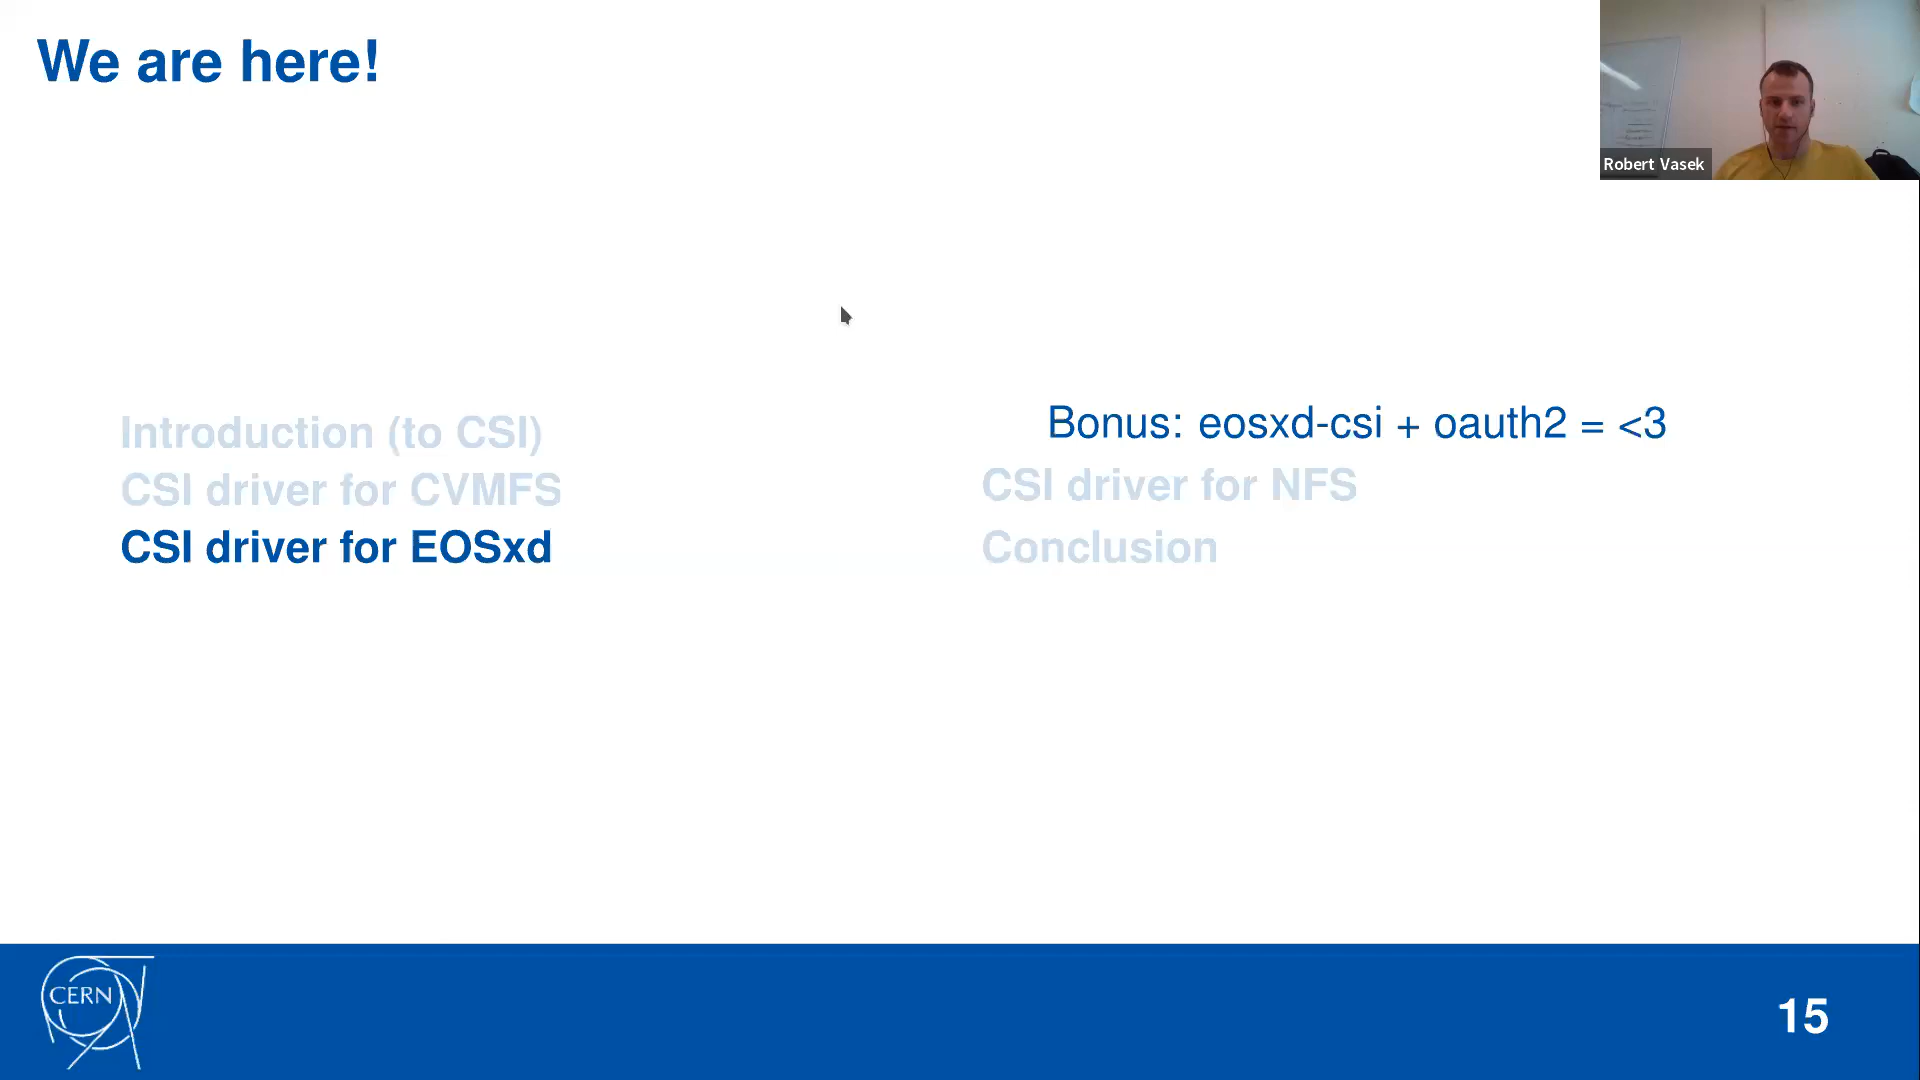 We are here!
Robert Vasek
Introduction (to CSI)
CSI driver for CVMFS
CSI driver for EOSxd
Bonus: eosxd-csi + oauth2 = <3
CSI driver for NFS
Conclusion
CERN
15